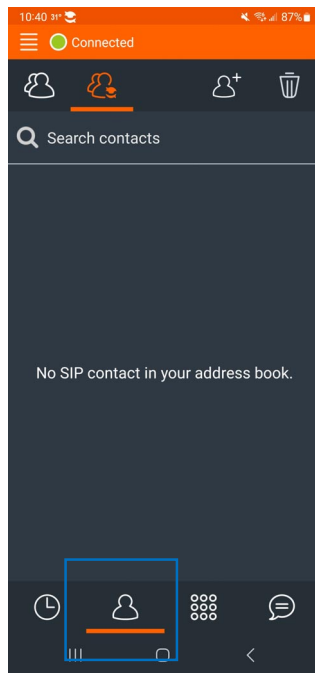 10:40 31°
87%
Connected
Search contacts
No SIP contact in your address book.